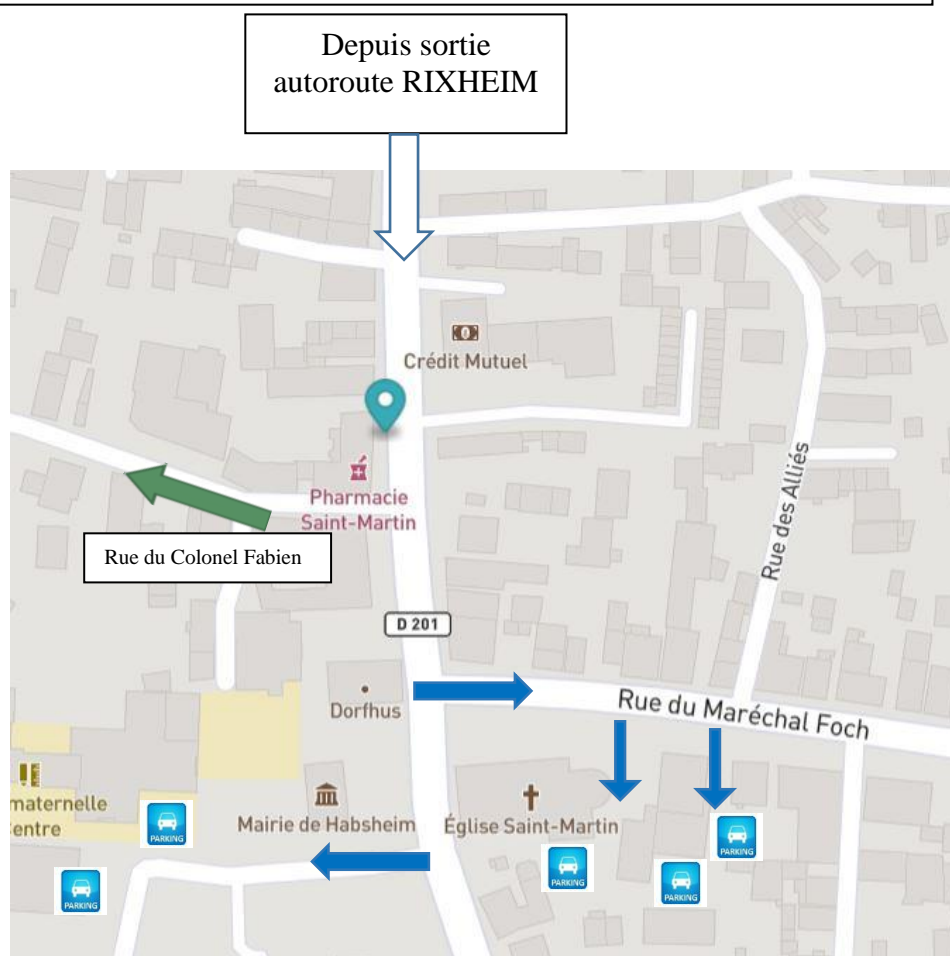 Depuis sortie
autoroute RIXHEIM
Crédit Mutuel
Pharmacie
Saint-Martin
Rue du Colonel Fabien
Rue des Alliés
D 201
Dorfhus
Rue du Maréchal Foch
maternelle
entre
Mairie de Habsheim
Église Saint-Martin
PARKING
PARKING
PARKING
PARKING
PARKING